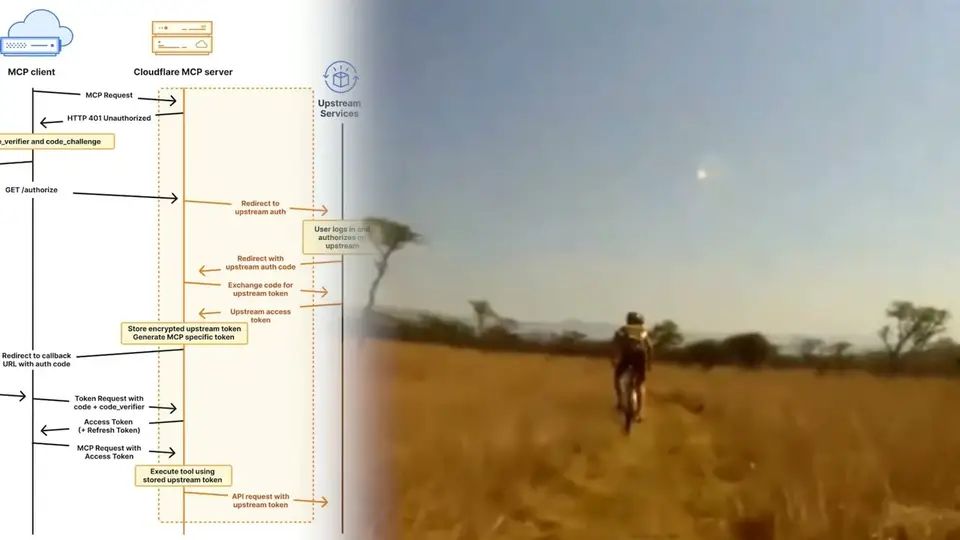 MCP client
Cloudflare MCP server
Upstream
Services
MCP Request
HTTP 401 Unauthorized
_verifier and code_challenge
GET /authorize
Redirect to
upstream auth
User logs in and
authorizes on
upstream
Redirect with
upstream auth code
Exchange code for
upstream token
Upstream access
token
Store encrypted upstream token
Generate MCP specific token
Redirect to callback
URL with auth code
Token Request with
code + code_verifier
Access Token
(+ Refresh Token)
MCP Request with
Access Token
Execute tool using
stored upstream token
API request with
upstream token